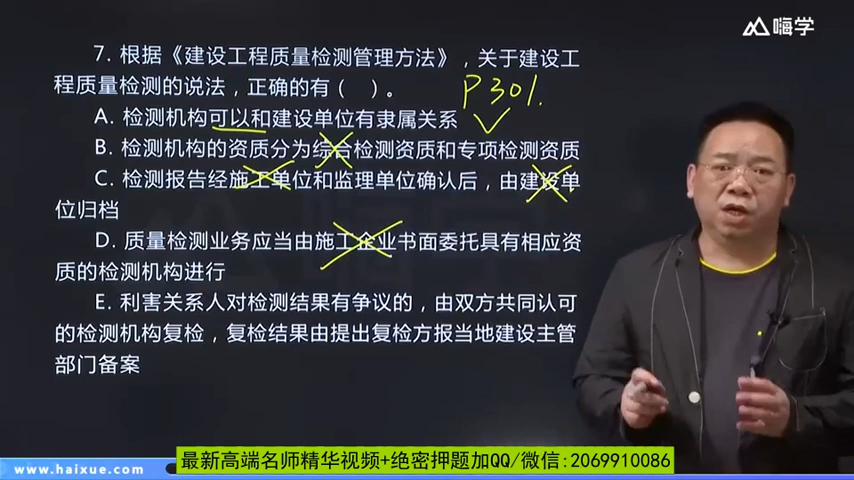 嗨学
7. 根据《建设工程质量检测管理方法》，关于建设工
程质量检测的说法，正确的有（ ）。
P301.
A. 检测机构可以和建设单位有隶属关系
B. 检测机构的资质分为综合检测资质和专项检测资质
C. 检测报告经施工单位和监理单位确认后，由建设单
位归档
D. 质量检测业务应当由施工企业书面委托具有相应资
质的检测机构进行
E. 利害关系人对检测结果有争议的，由双方共同认可
的检测机构复检，复检结果由提出复检方报当地建设主管
部门备案
www.haixue.com
最新高端名师精华视频+绝密押题加QQ/微信:2069910086